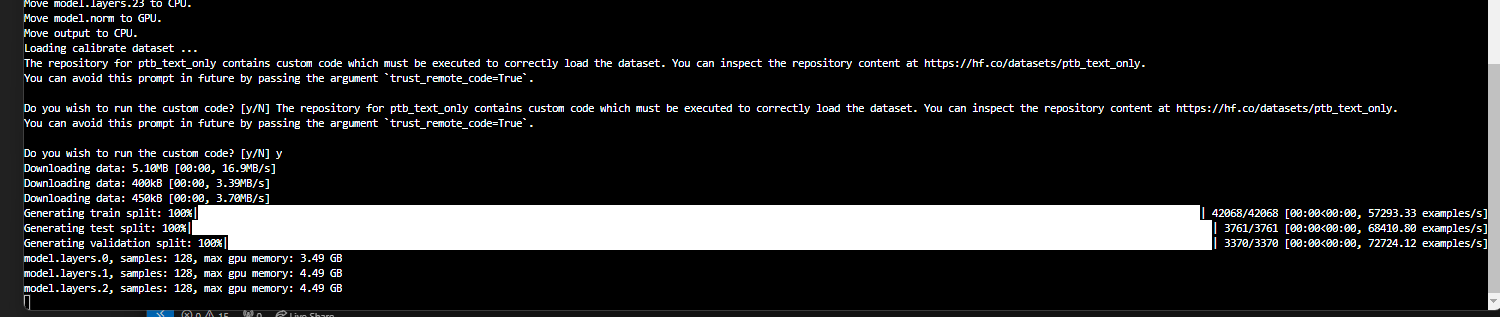 Move model.layers.23 to CPU.
Move model.norm to GPU.
Move output to CPU.
Loading calibrate dataset ...
The repository for ptb_text_only contains custom code which must be executed to correctly load the dataset. You can inspect the repository content at https://hf.co/datasets/ptb_text_only.
You can avoid this prompt in future by passing the argument `trust_remote_code=True`.
Do you wish to run the custom code? [y/N] The repository for ptb_text_only contains custom code which must be executed to correctly load the dataset. You can inspect the repository content at https://hf.co/datasets/ptb_text_only.
You can avoid this prompt in future by passing the argument `trust_remote_code=True`.
Do you wish to run the custom code? [y/N] y
Downloading data: 5.10MB [00:00, 16.9MB/s]
Downloading data: 400kB [00:00, 3.39MB/s]
Downloading data: 450kB [00:00, 3.70MB/s]
Generating train split: 100%| | 42068/42068 [00:00<00:00, 57293.33 examples/s]
Generating test split: 100%| | 3761/3761 [00:00<00:00, 68410.80 examples/s]
Generating validation split: 100%| | 3370/3370 [00:00<00:00, 72724.12 examples/s]
model.layers.0, samples: 128, max gpu memory: 3.49 GB
model.layers.1, samples: 128, max gpu memory: 4.49 GB
model.layers.2, samples: 128, max gpu memory: 4.49 GB
0 15 0 Live Share